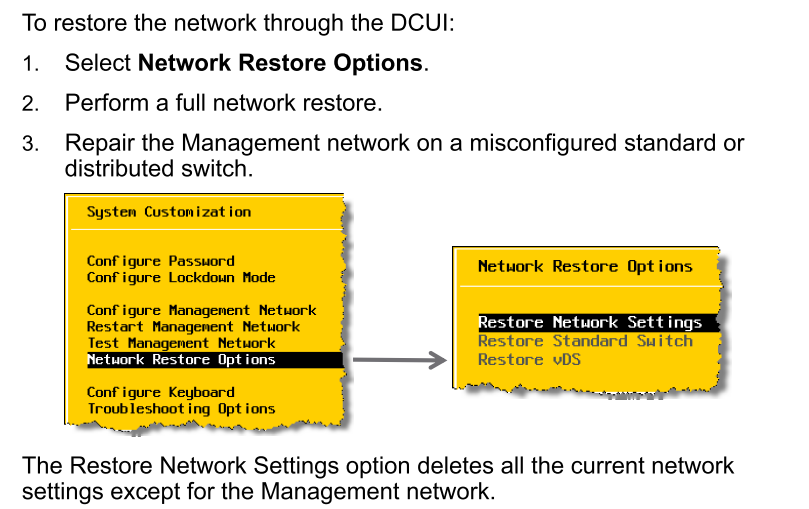 To restore the network through the DCUI:
1. Select Network Restore Options.
2. Perform a full network restore.
3. Repair the Management network on a misconfigured standard or
distributed switch.
System Customization
Configure Password
Configure Lockdown Mode
Configure Management Network
Restart Management Network
Test Management Network
Network Restore Options
Configure Keyboard
Troubleshooting Options
Network Restore Options
Restore Network Settings
Restore Standard Switch
Restore vDS
The Restore Network Settings option deletes all the current network
settings except for the Management network.